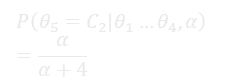 P(θ₅ = C₂|θ₁ ... θ₄, α)
= α / (α + 4)